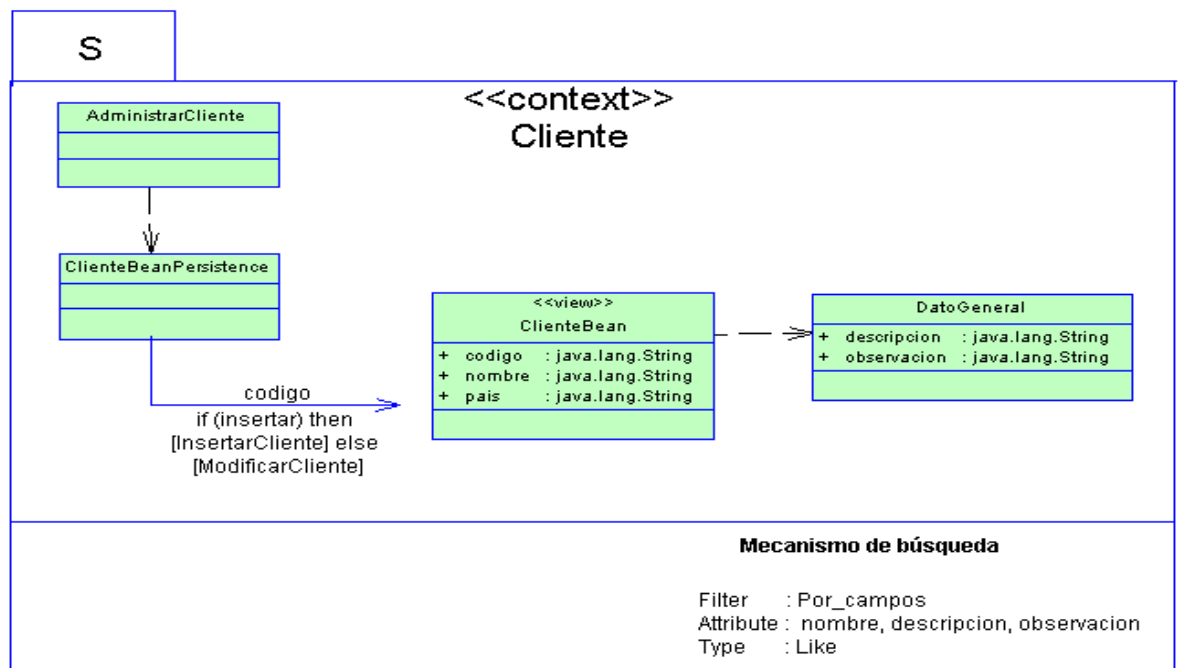 S
<<context>>
Cliente
AdministrarCliente
ClienteBeanPersistence
codigo
if (insertar) then
[InsertarCliente] else
[ModificarCliente]
<<view>>
ClienteBean
+ codigo : java.lang.String
+ nombre : java.lang.String
+ pais : java.lang.String
DatoGeneral
+ descripcion : java.lang.String
+ observacion : java.lang.String
Mecanismo de búsqueda
Filter : Por_campos
Attribute : nombre, descripcion, observacion
Type : Like